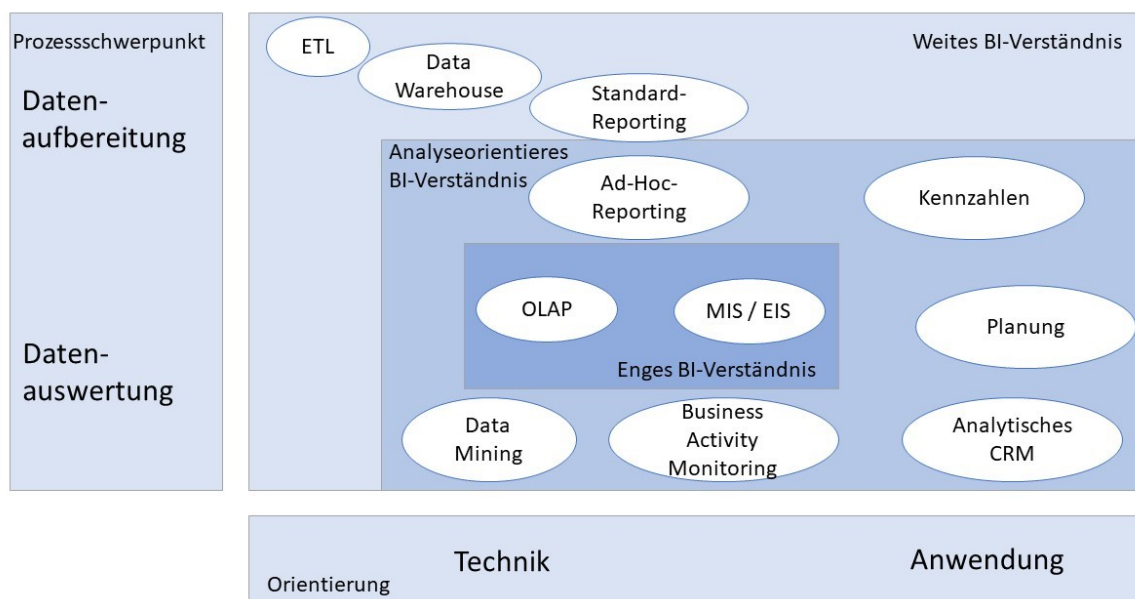 Prozessschwerpunkt
Daten-
aufbereitung
Daten-
auswertung
ETL
Data
Warehouse
Standard-
Reporting
Weites BI-Verständnis
Analyseorientieres
BI-Verständnis
Ad-Hoc-
Reporting
Kennzahlen
OLAP
MIS / EIS
Enges BI-Verständnis
Planung
Data
Mining
Business
Activity
Monitoring
Analytisches
CRM
Technik
Anwendung
Orientierung